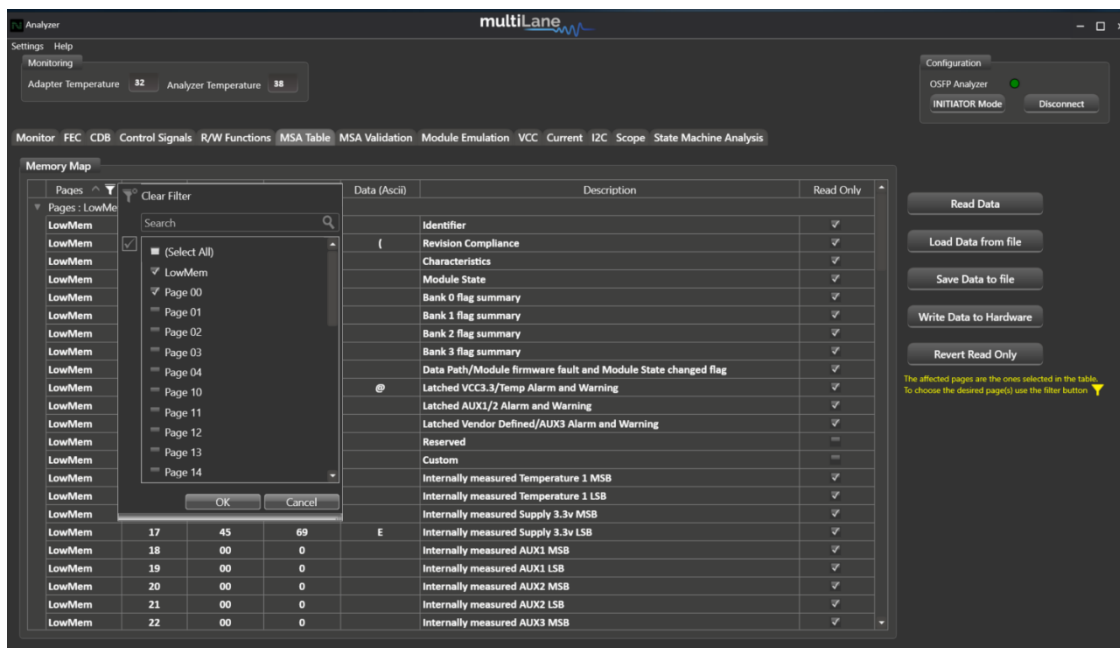 Analyzer
multiLane
Settings Help
Monitoring
Adapter Temperature 32 Analyzer Temperature 38
Configuration
OSFP Analyzer
INITIATOR Mode Disconnect
Monitor FEC CDB Control Signals R/W Functions MSA Table MSA Validation Module Emulation VCC Current I2C Scope State Machine Analysis
Memory Map
Pages Data (Ascii) Description Read Only
Pages : LowMe
Clear Filter
Search
(Select All)
LowMem
Page 00
Page 01
Page 02
Page 03
Page 04
Page 10
Page 11
Page 12
Page 13
Page 14
OK Cancel
LowMem Identifier
LowMem ( Revision Compliance
LowMem Characteristics
LowMem Module State
LowMem Bank 0 flag summary
LowMem Bank 1 flag summary
LowMem Bank 2 flag summary
LowMem Bank 3 flag summary
LowMem Data Path/Module firmware fault and Module State changed flag
LowMem @ Latched VCC3.3/Temp Alarm and Warning
LowMem Latched AUX1/2 Alarm and Warning
LowMem Latched Vendor Defined/AUX3 Alarm and Warning
LowMem Reserved
LowMem Custom
LowMem Internally measured Temperature 1 MSB
LowMem Internally measured Temperature 1 LSB
LowMem Internally measured Supply 3.3v MSB
LowMem 17 45 69 E Internally measured Supply 3.3v LSB
LowMem 18 00 0 Internally measured AUX1 MSB
LowMem 19 00 0 Internally measured AUX1 LSB
LowMem 20 00 0 Internally measured AUX2 MSB
LowMem 21 00 0 Internally measured AUX2 LSB
LowMem 22 00 0 Internally measured AUX3 MSB
Read Data
Load Data from file
Save Data to file
Write Data to Hardware
Revert Read Only
The affected pages are the ones selected in the table.
To choose the desired page(s) use the filter button